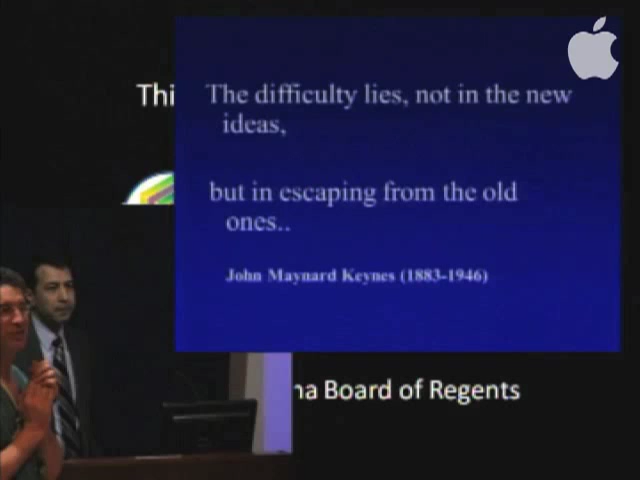 Thi
The difficulty lies, not in the new
ideas,
but in escaping from the old
ones..
John Maynard Keynes (1883-1946)
na Board of Regents